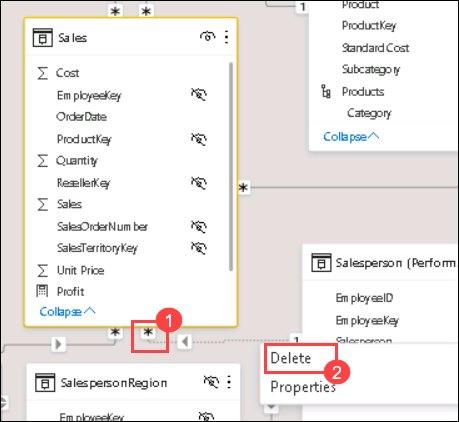 *
*
1
Sales
Cost
EmployeeKey
OrderDate
ProductKey
Quantity
ResellerKey
Sales
SalesOrderNumber
SalesTerritoryKey
Unit Price
Profit
Collapse
Product
ProductKey
Standard Cost
Subcategory
Products
Category
Collapse
*
*
*
1
Salesperson (Perform
EmployeeID
EmployeeKey
Salesperson
1
Delete
2
Properties
SalespersonRegion
EmployeeKey